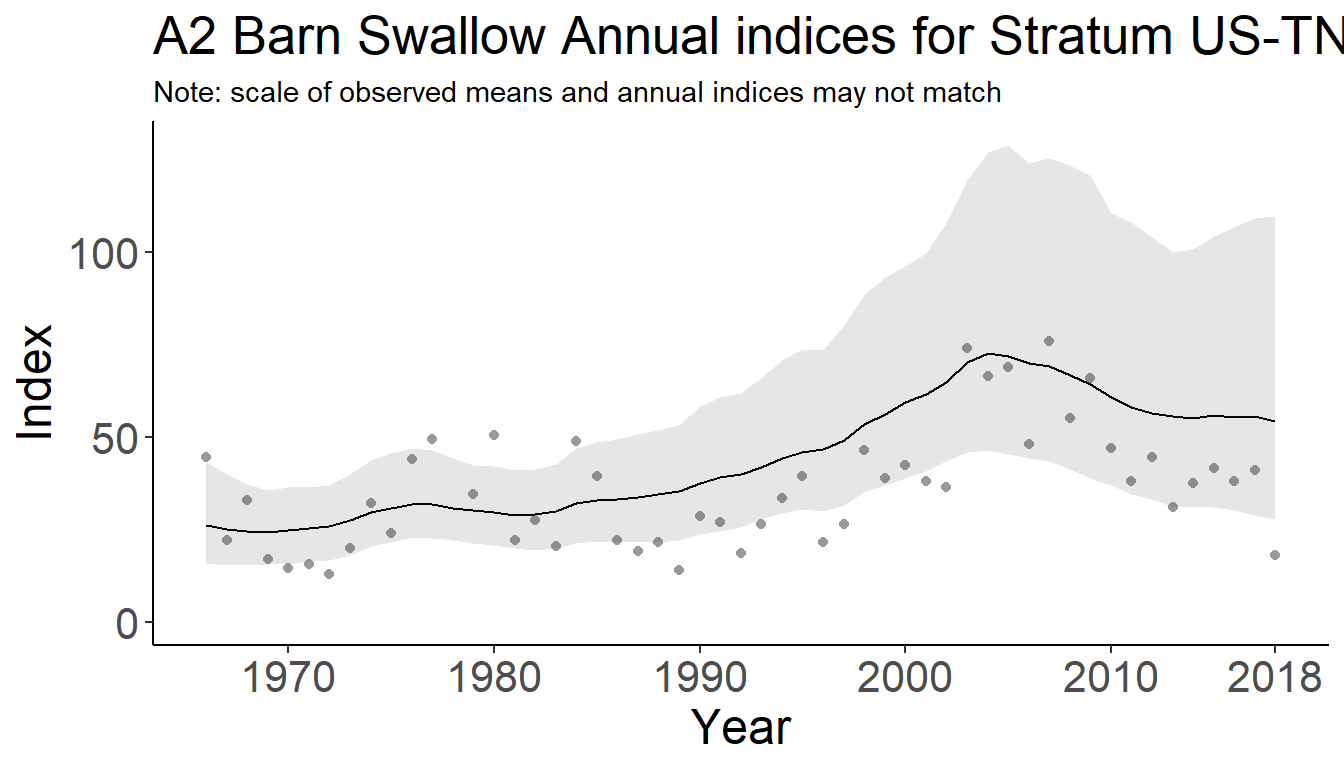 A2 Barn Swallow Annual indices for Stratum US-TN
Note: scale of observed means and annual indices may not match
Index
100
50
0
1970 1980 1990 2000 2010 2018
Year